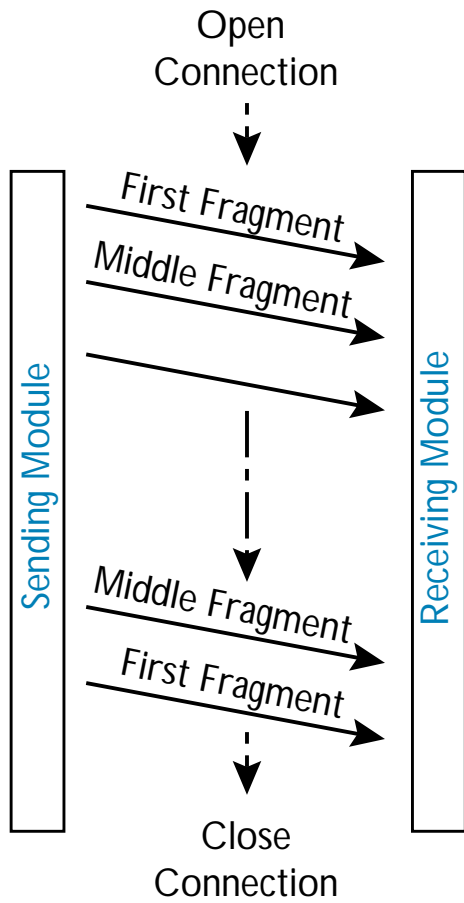 Open
Connection
First Fragment
Middle Fragment
Sending Module
Receiving Module
Middle Fragment
First Fragment
Close
Connection